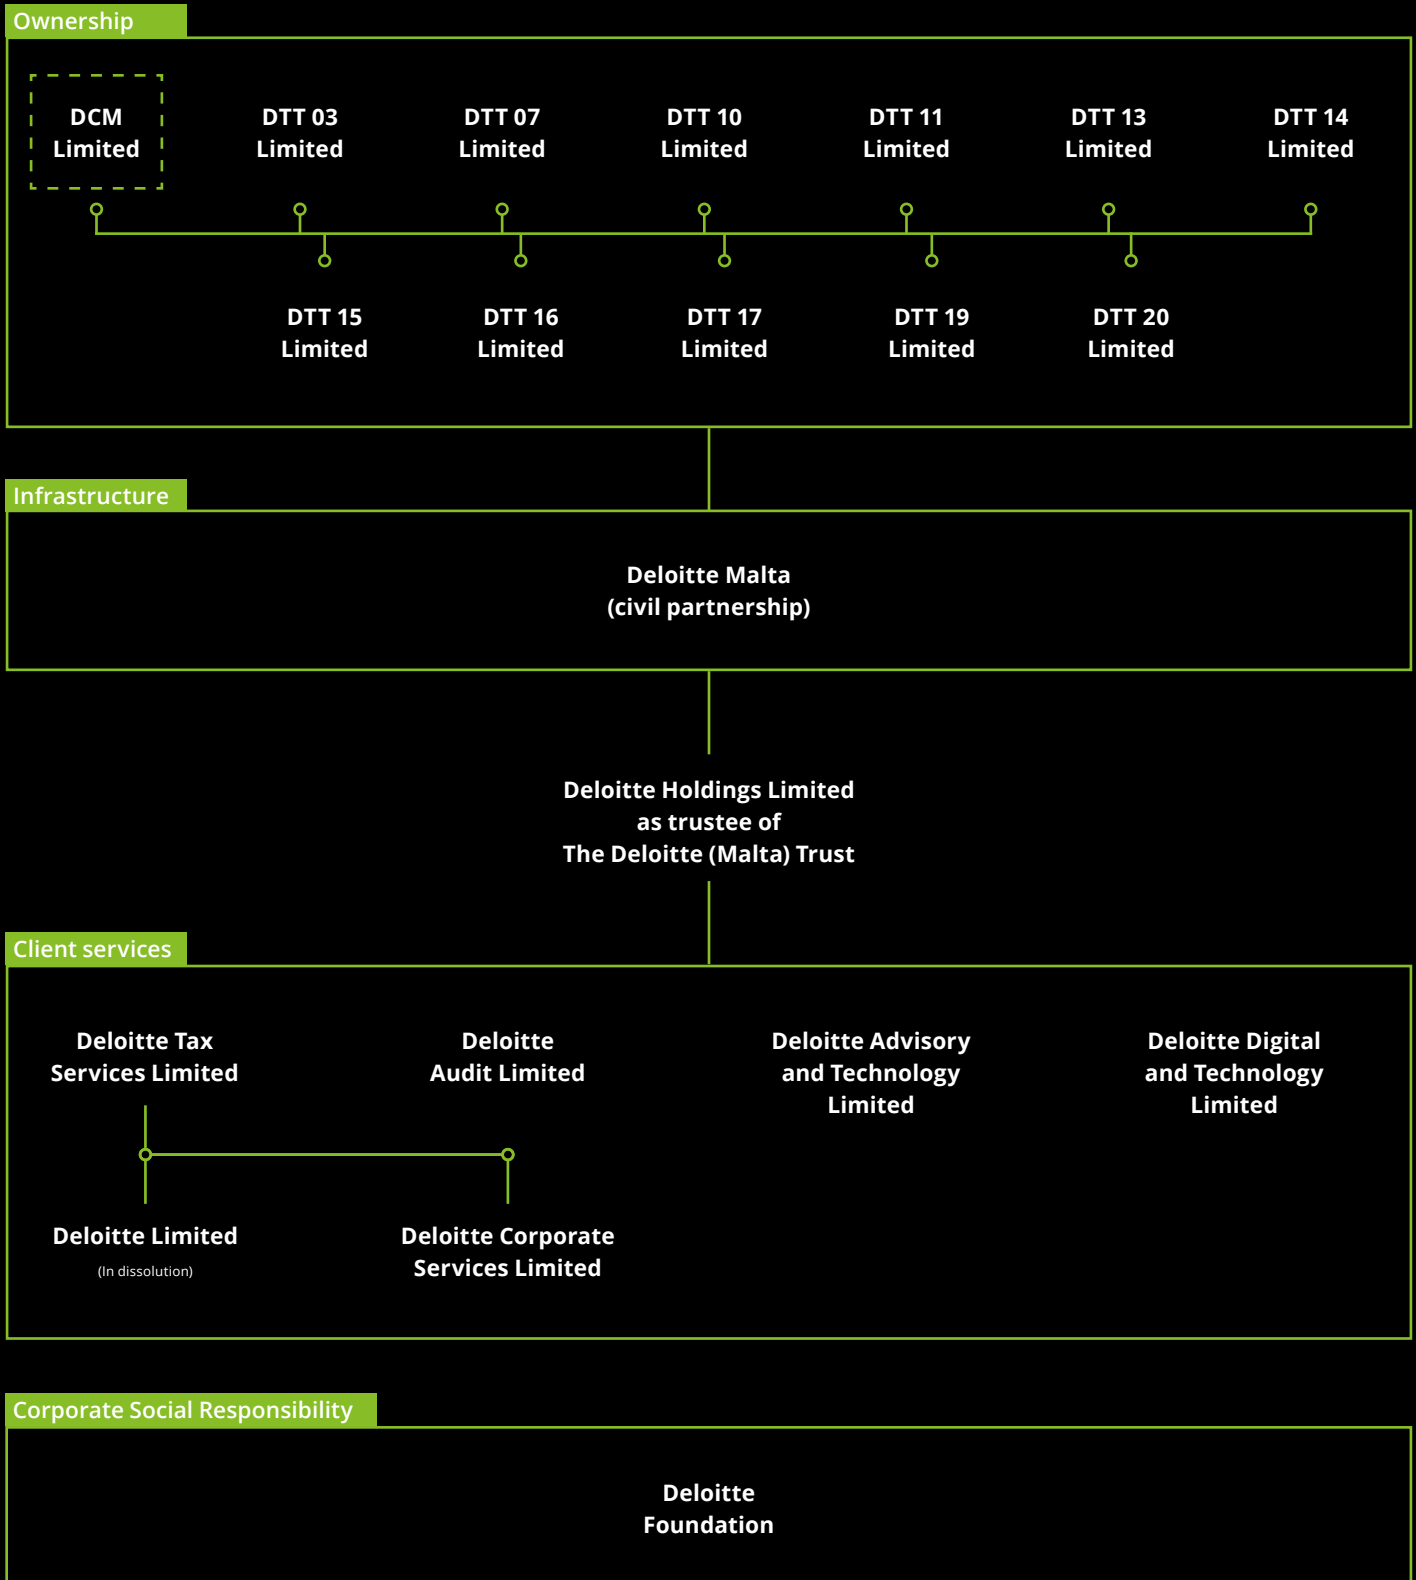 Ownership
DCM
Limited
DTT 03
Limited
DTT 07
Limited
DTT 10
Limited
DTT 11
Limited
DTT 13
Limited
DTT 14
Limited
DTT 15
Limited
DTT 16
Limited
DTT 17
Limited
DTT 19
Limited
DTT 20
Limited
Infrastructure
Deloitte Malta
(civil partnership)
Deloitte Holdings Limited
as trustee of
The Deloitte (Malta) Trust
Client services
Deloitte Tax
Services Limited
Deloitte
Audit Limited
Deloitte Advisory
and Technology
Limited
Deloitte Digital
and Technology
Limited
Deloitte Limited
(In dissolution)
Deloitte Corporate
Services Limited
Corporate Social Responsibility
Deloitte
Foundation